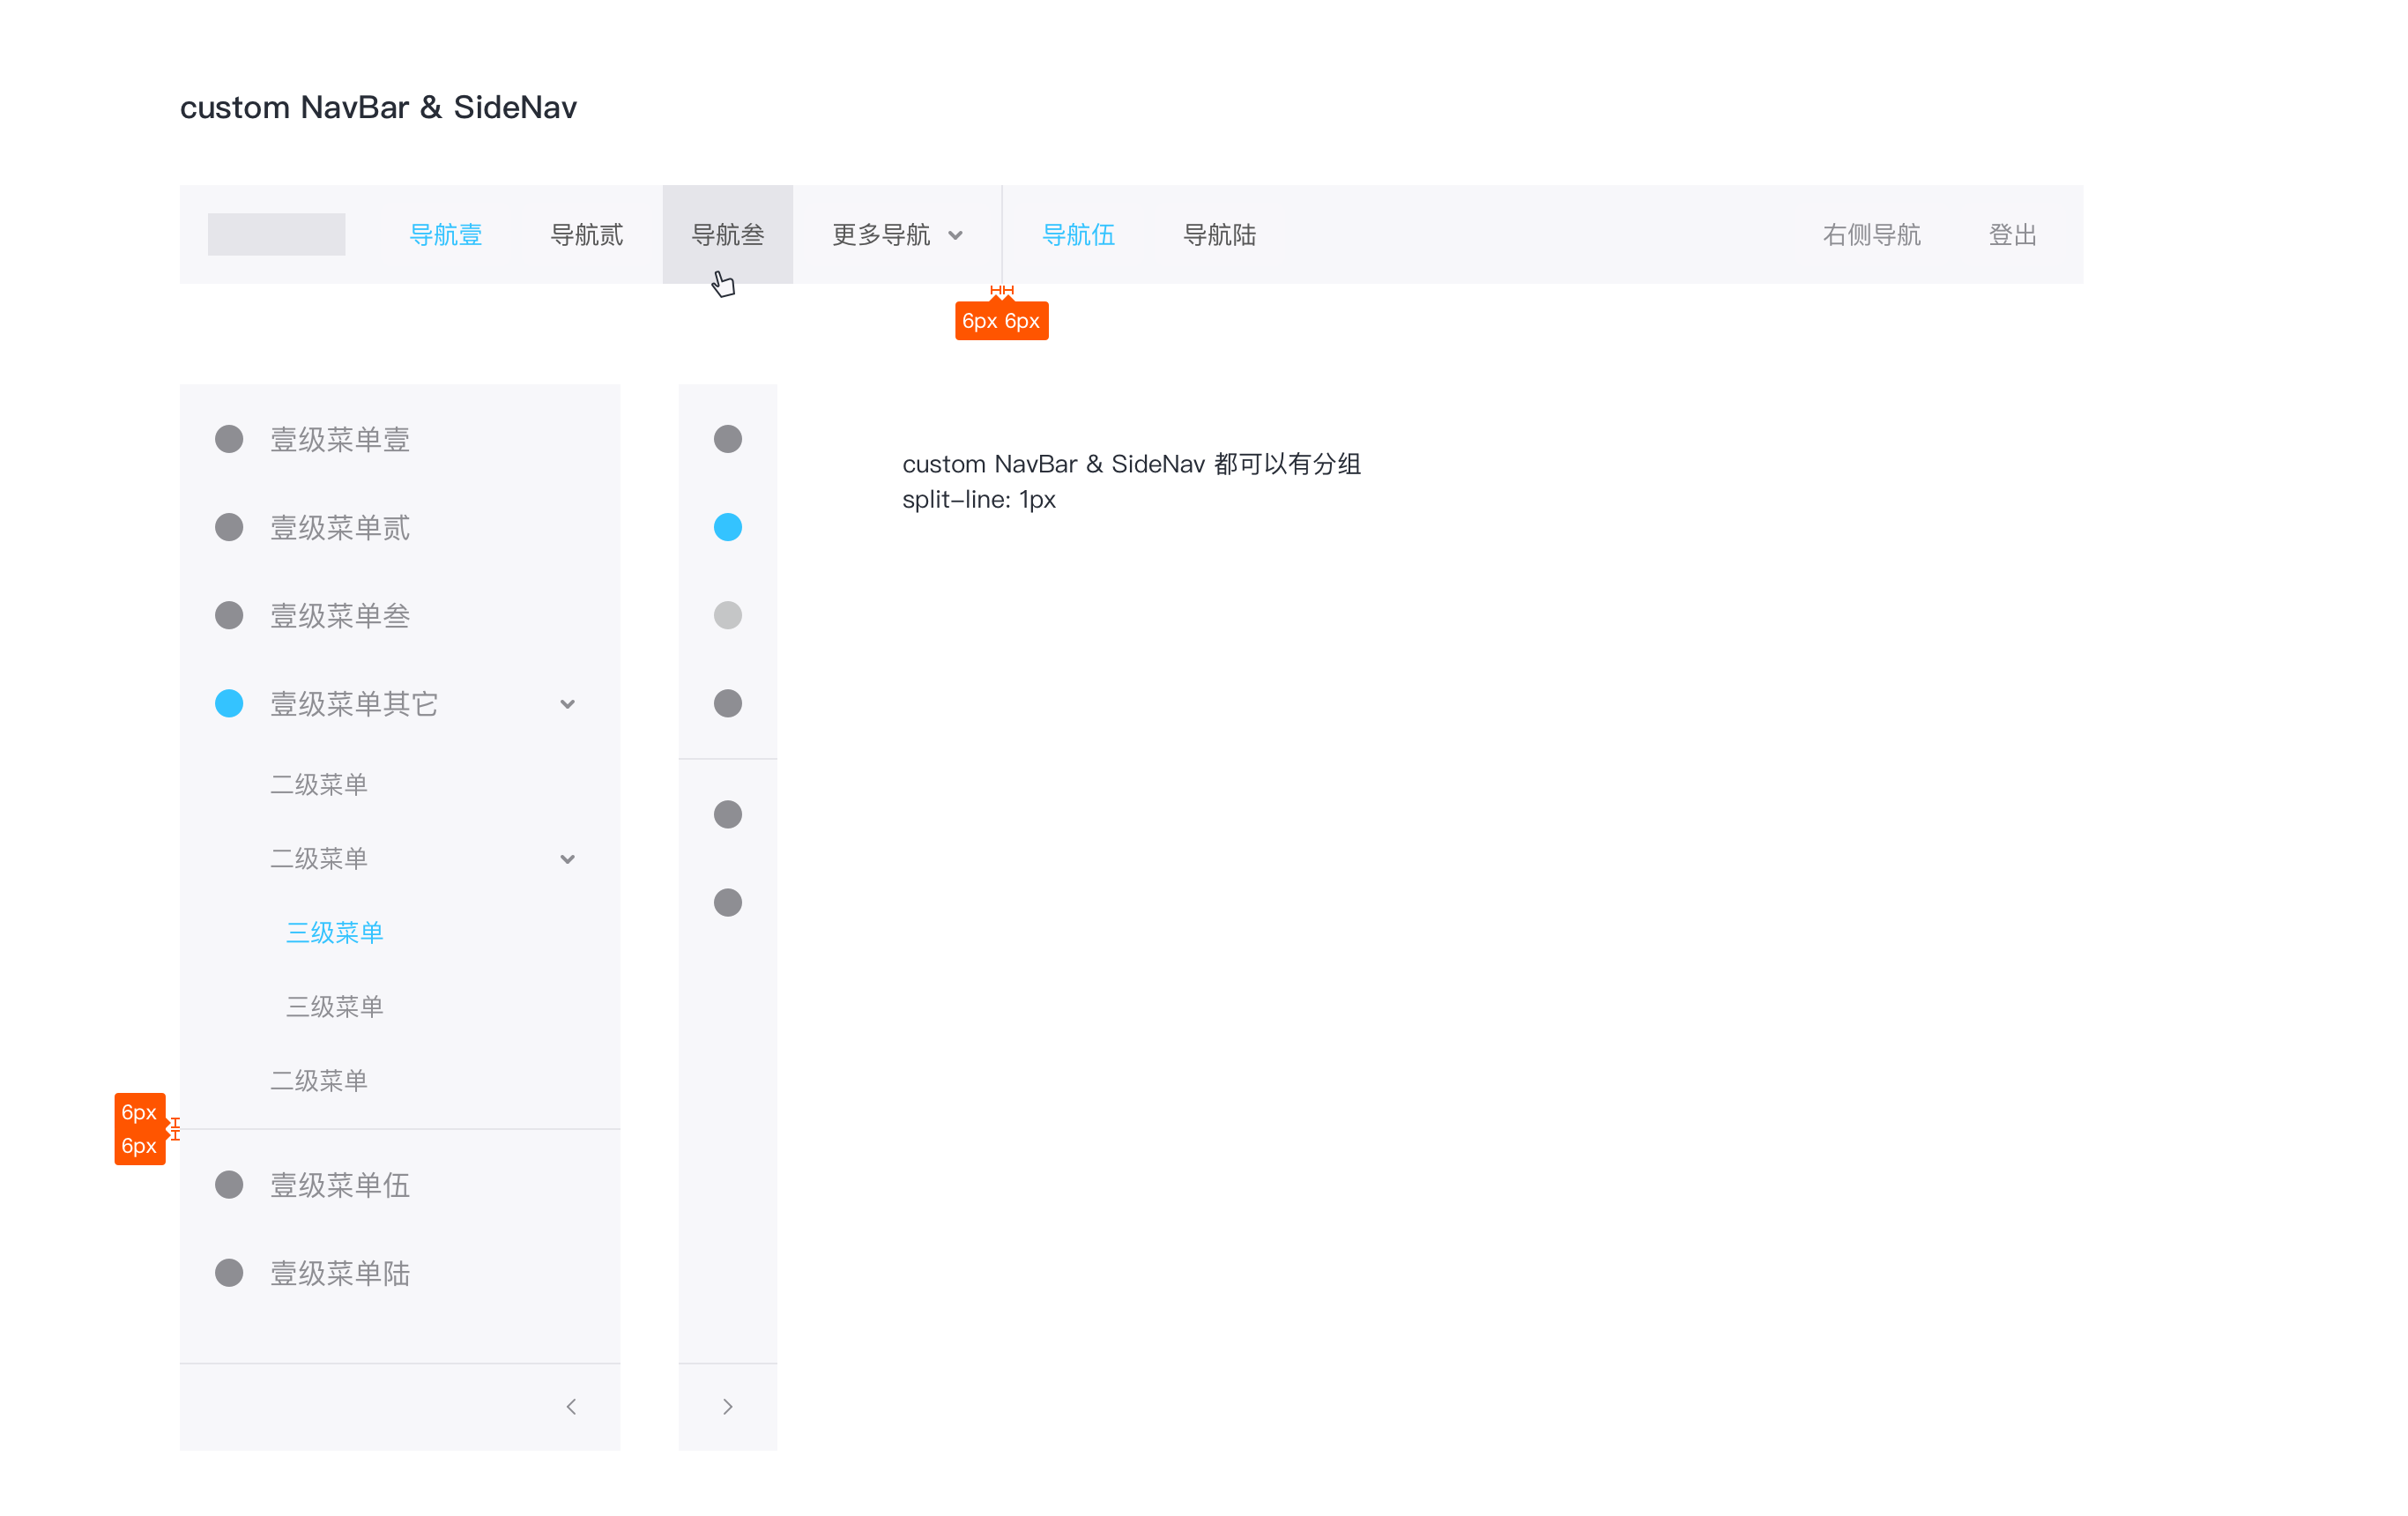 custom NavBar & SideNav
导航壹 导航贰 导航叁 更多导航 导航伍 导航陆 右侧导航 登出
6px 6px
壹级菜单壹
壹级菜单贰
壹级菜单叁
壹级菜单其它
二级菜单
二级菜单
三级菜单
三级菜单
二级菜单
6px
6px
壹级菜单伍
壹级菜单陆
custom NavBar & SideNav 都可以有分组
split-line: 1px